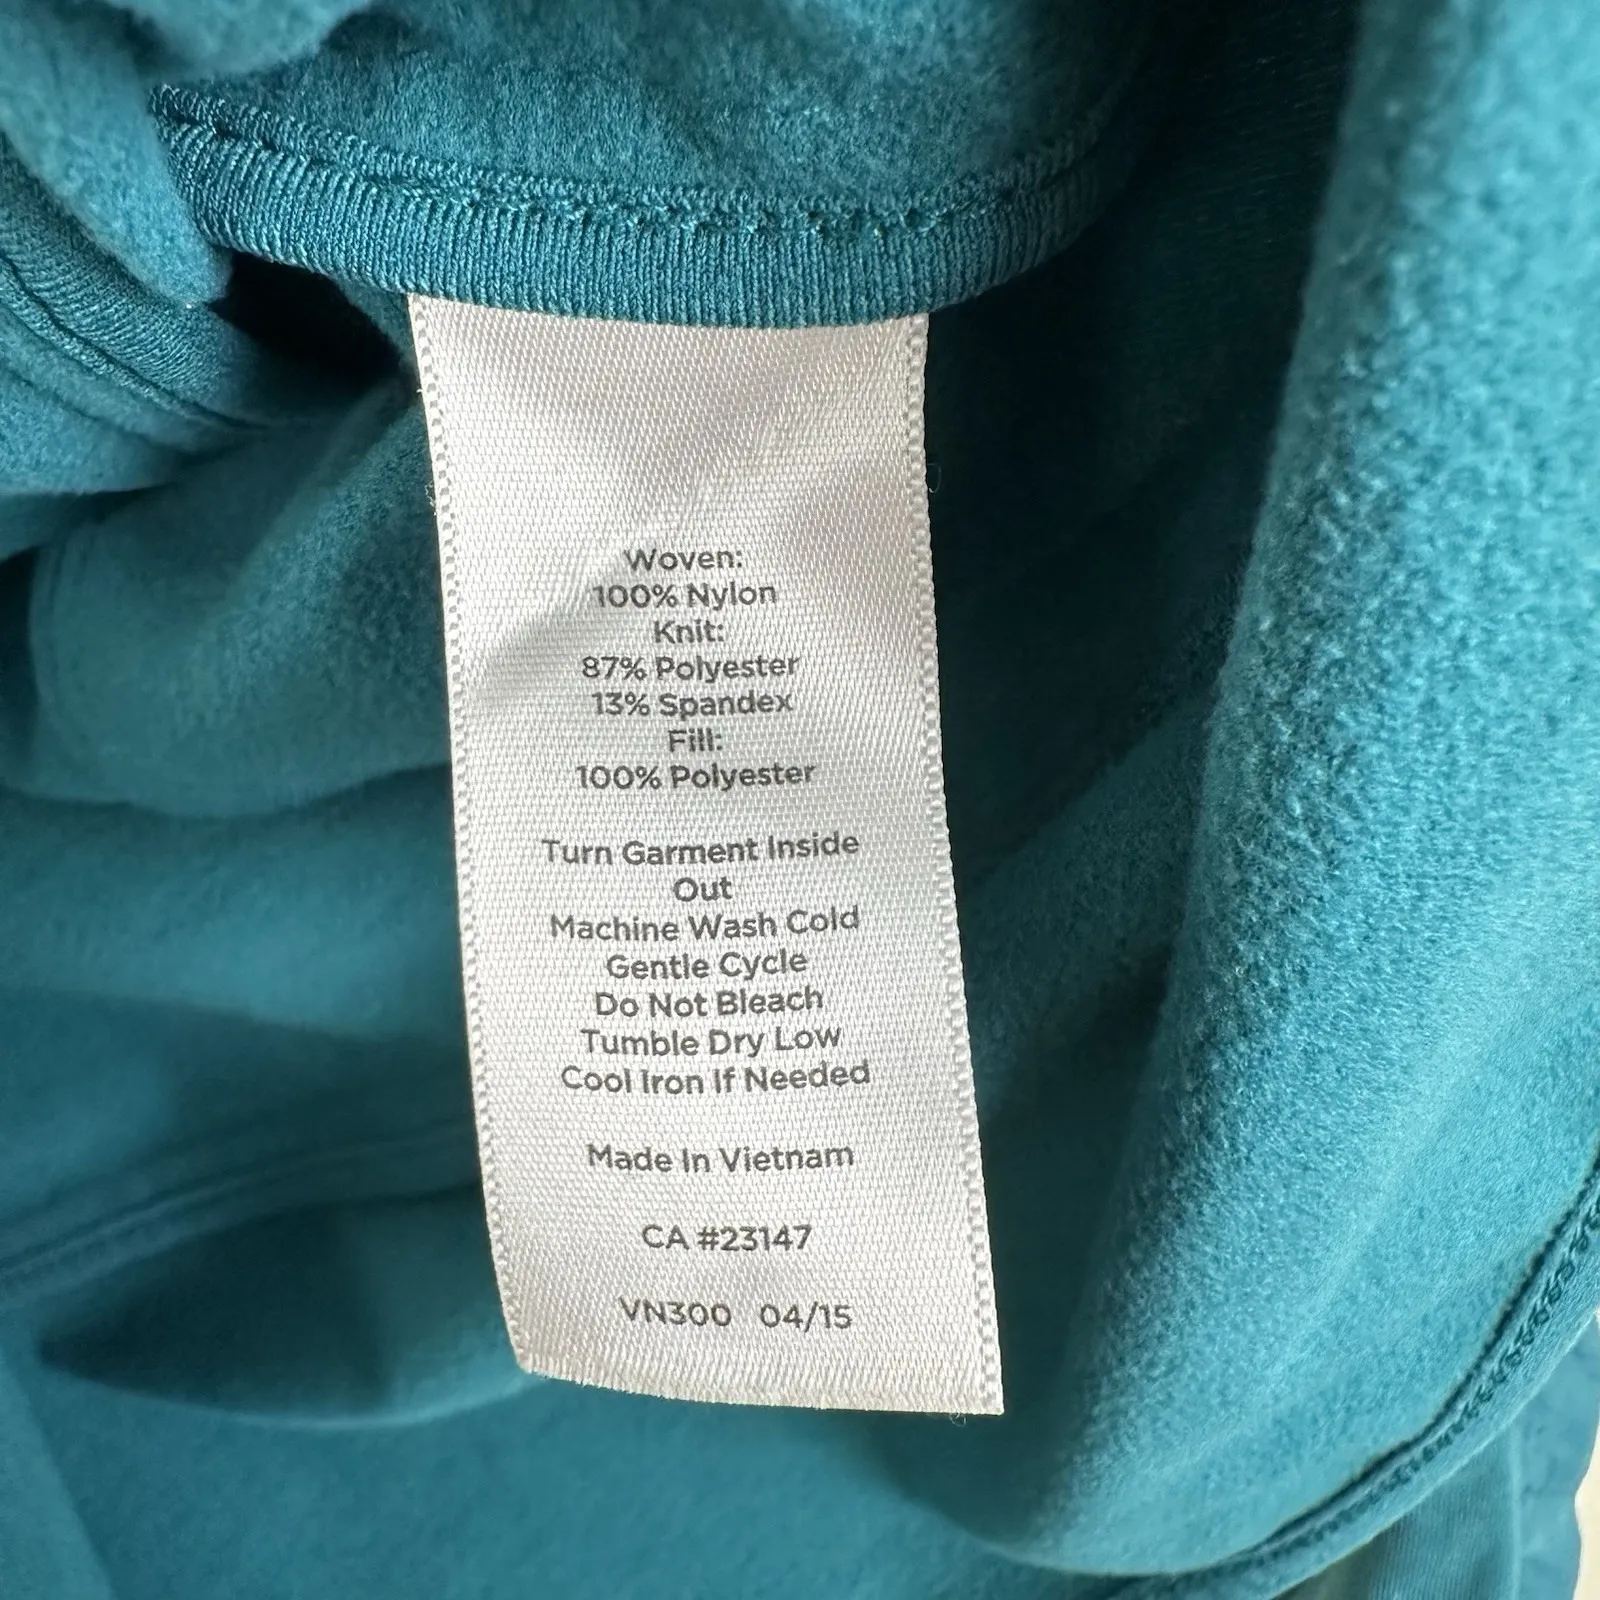 Woven:
100% Nylon
Knit:
87% Polyester
13% Spandex
Fill:
100% Polyester
Turn Garment Inside
Out
Machine Wash Cold
Gentle Cycle
Do Not Bleach
Tumble Dry Low
Cool Iron If Needed
Made In Vietnam
CA #23147
VN300 04/15